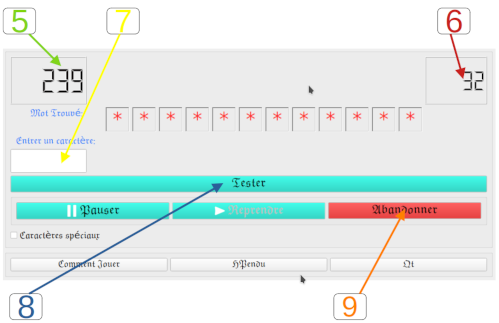 5 7 6
239 32
Mot Trouvé:
* * * * * * * * * * * *
Entrer un caractère:
Tester
Pauser Reprendre Abandonner
Caractères spéciaux
Comment Jouer HPendu Qt
8 9